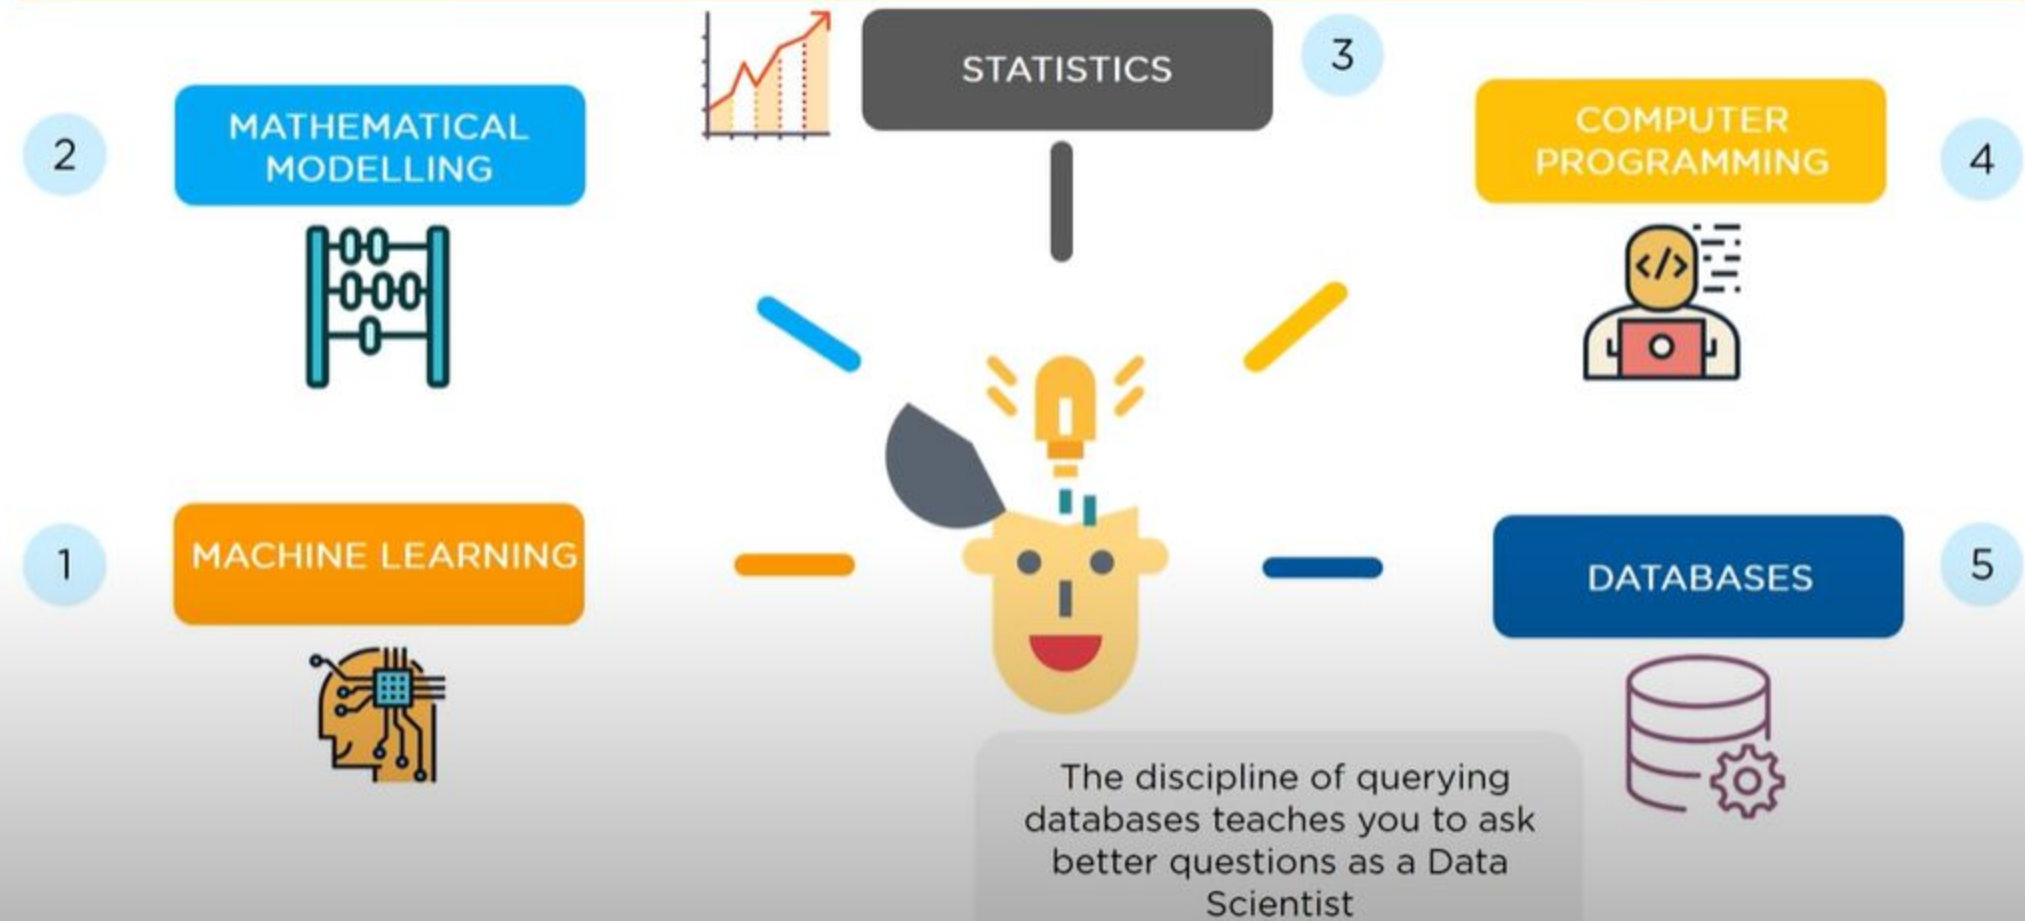 STATISTICS
3
2
MATHEMATICAL
MODELLING
COMPUTER
PROGRAMMING
4
</>
1
MACHINE LEARNING
DATABASES
5
The discipline of querying
databases teaches you to ask
better questions as a Data
Scientist